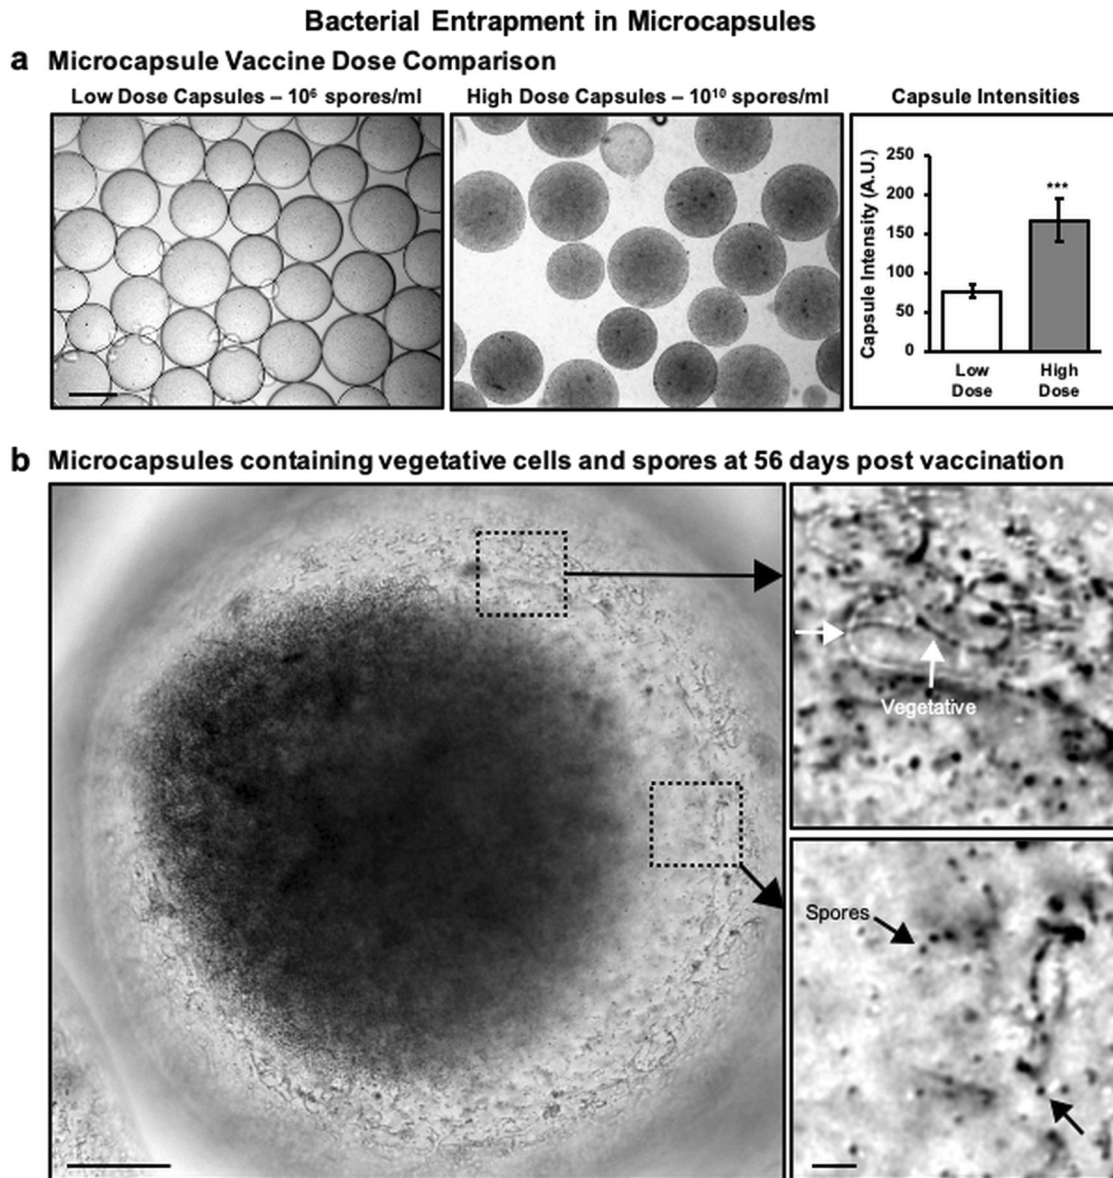 Bacterial Entrapment in Microcapsules
a Microcapsule Vaccine Dose Comparison
Low Dose Capsules – 10⁶ spores/ml
High Dose Capsules – 10¹⁰ spores/ml
Capsule Intensities
Capsule Intensity (A.U.)
250
200
150
100
50
0
***
Low
Dose
High
Dose
b Microcapsules containing vegetative cells and spores at 56 days post vaccination
Vegetative
Spores